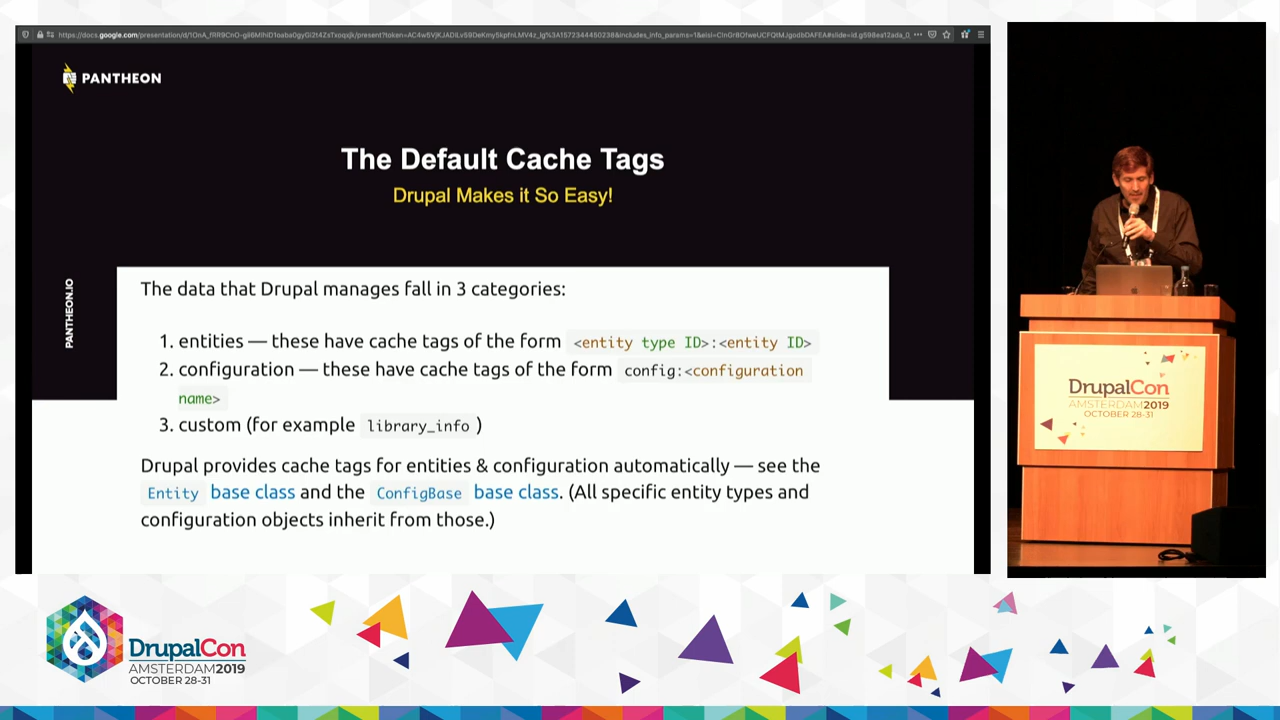 PANTHEON
The Default Cache Tags
Drupal Makes it So Easy!
PANTHEON.IO
The data that Drupal manages fall in 3 categories:
1. entities — these have cache tags of the form <entity type ID>:<entity ID>
2. configuration — these have cache tags of the form config:<configuration
name>
3. custom (for example library_info )
Drupal provides cache tags for entities & configuration automatically — see the
Entity base class and the ConfigBase base class. (All specific entity types and
configuration objects inherit from those.)
DrupalCon
AMSTERDAM2019
OCTOBER 28-31
DrupalCon
AMSTERDAM2019
OCTOBER 28-31